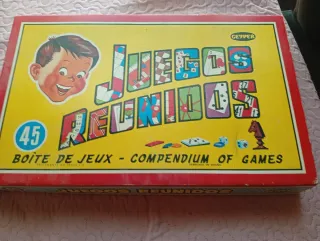 GEYPER
JUEGOS
REUNIDOS
45
BOITE DE JEUX - COMPENDIUM OF GAMES
JUEGOS REUNIDOS